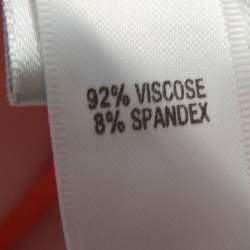 92% VISCOSE
8% SPANDEX